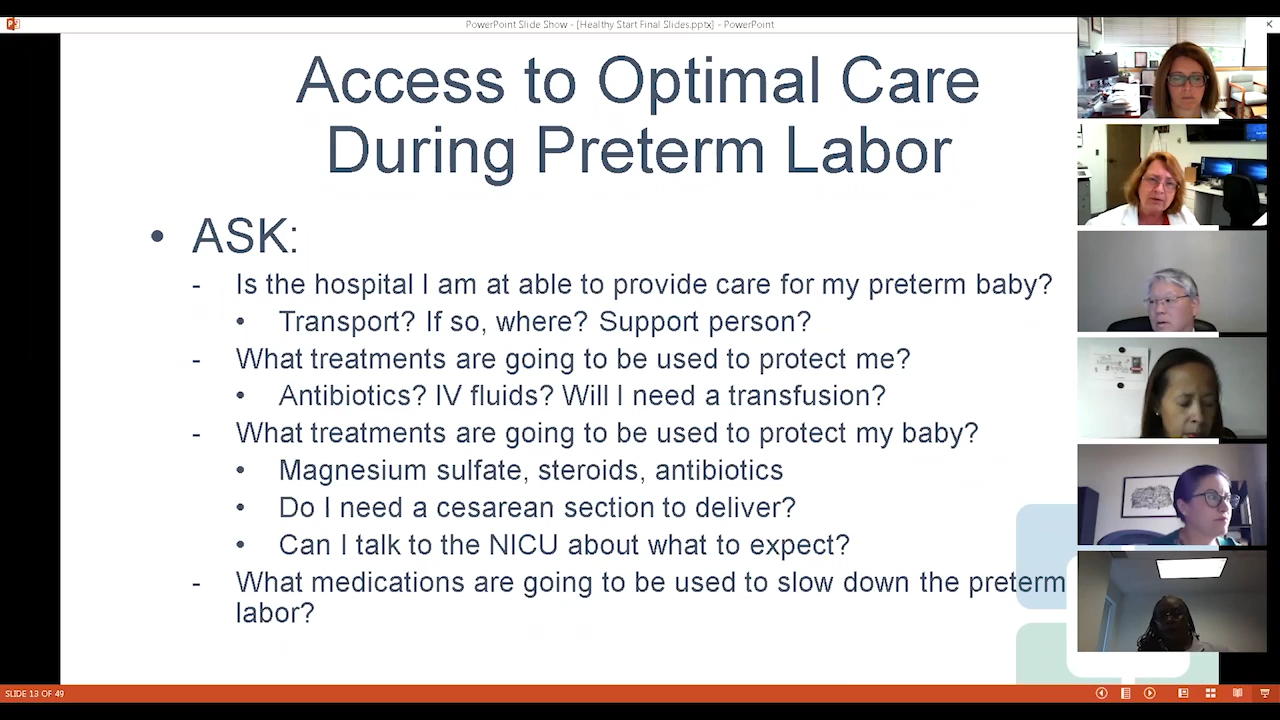 PowerPoint Slide Show - [Healthy Start Final Slides.pptx] - PowerPoint
Access to Optimal Care
During Preterm Labor
• ASK:
- Is the hospital I am at able to provide care for my preterm baby?
• Transport? If so, where? Support person?
- What treatments are going to be used to protect me?
• Antibiotics? IV fluids? Will I need a transfusion?
- What treatments are going to be used to protect my baby?
• Magnesium sulfate, steroids, antibiotics
• Do I need a cesarean section to deliver?
• Can I talk to the NICU about what to expect?
- What medications are going to be used to slow down the preterm
labor?
SLIDE 13 OF 49